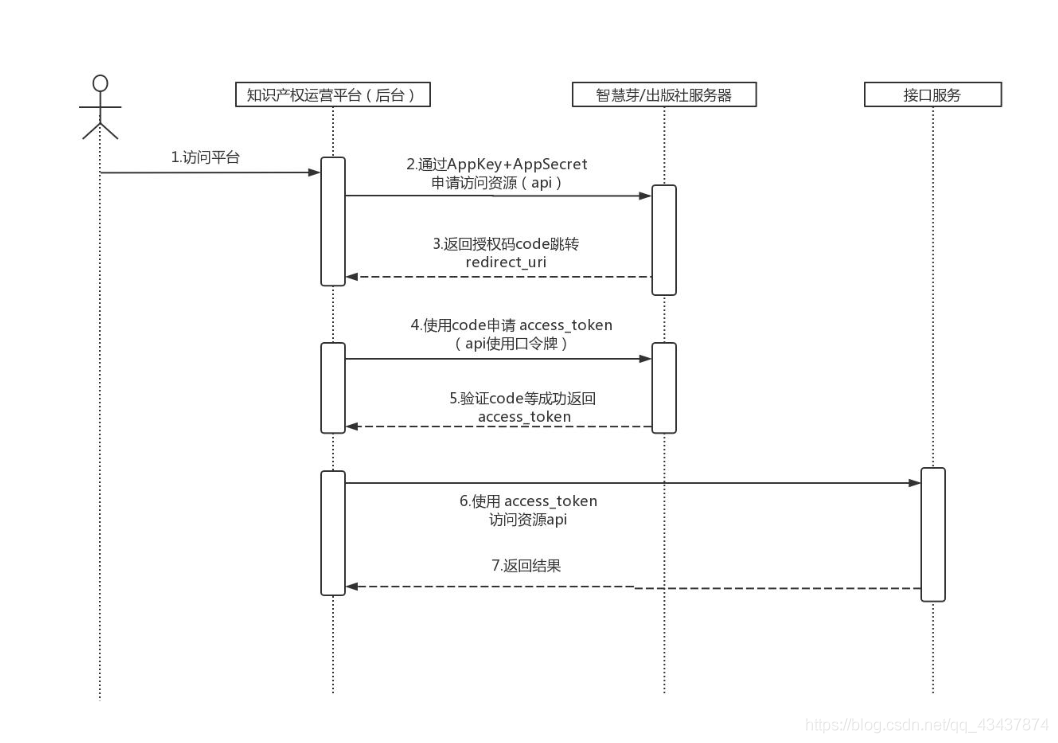 知识产权运营平台（后台）
智慧芽/出版社服务器
接口服务
1.访问平台
2.通过AppKey+AppSecret
申请访问资源（api）
3.返回授权码code跳转
redirect_uri
4.使用code申请 access_token
（api使用口令牌）
5.验证code等成功返回
access_token
6.使用 access_token
访问资源api
7.返回结果
https://blog.csdn.net/qq_43437874